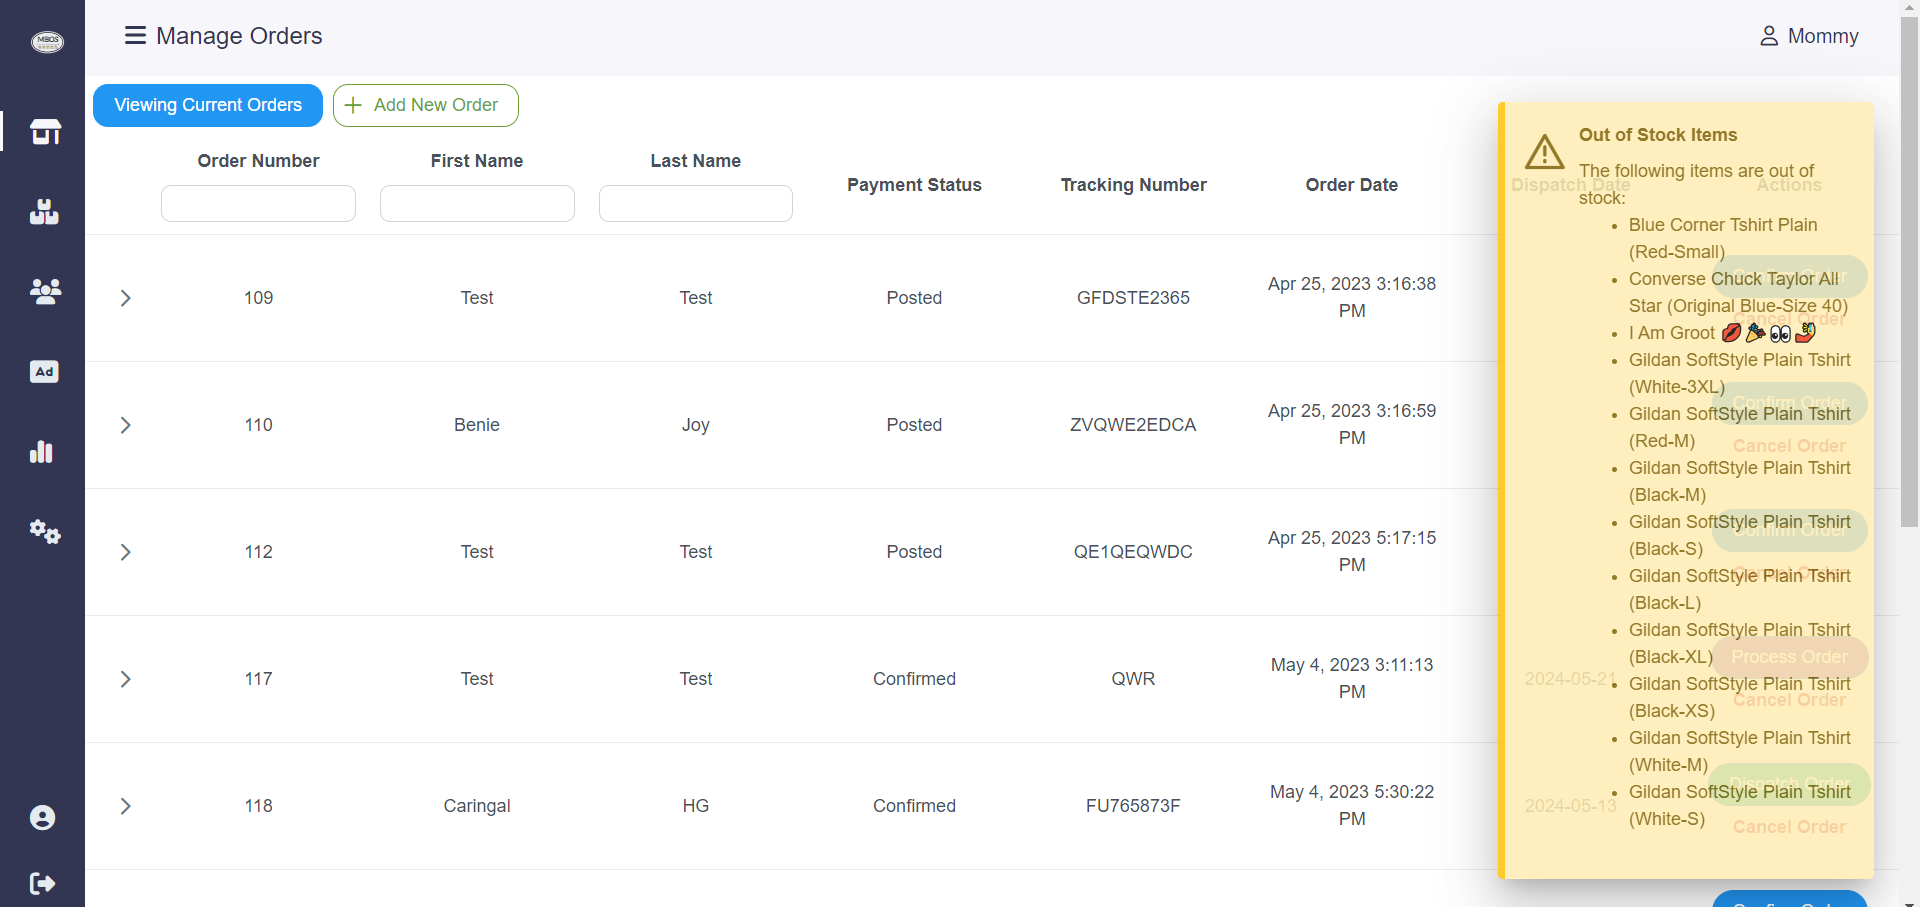 MBOS
Manage Orders
Mommy
Viewing Current Orders
Add New Order
Order Number
First Name
Last Name
Payment Status
Tracking Number
Order Date
Dispatch Date
Actions
109
Test
Test
Posted
GFDSTE2365
Apr 25, 2023 3:16:38
PM
Confirm Order
Cancel Order
110
Benie
Joy
Posted
ZVQWE2EDCA
Apr 25, 2023 3:16:59
PM
Confirm Order
Cancel Order
112
Test
Test
Posted
QE1QEQWDC
Apr 25, 2023 5:17:15
PM
Confirm Order
Cancel Order
117
Test
Test
Confirmed
QWR
May 4, 2023 3:11:13
PM
2024-05-21
Process Order
Cancel Order
118
Caringal
HG
Confirmed
FU765873F
May 4, 2023 5:30:22
PM
2024-05-13
Dispatch Order
Cancel Order
Ad
Out of Stock Items
The following items are out of
stock:
Blue Corner Tshirt Plain
(Red-Small)
Converse Chuck Taylor All
Star (Original Blue-Size 40)
I Am Groot 💋🎉👀🤳
Gildan SoftStyle Plain Tshirt
(White-3XL)
Gildan SoftStyle Plain Tshirt
(Red-M)
Gildan SoftStyle Plain Tshirt
(Black-M)
Gildan SoftStyle Plain Tshirt
(Black-S)
Gildan SoftStyle Plain Tshirt
(Black-L)
Gildan SoftStyle Plain Tshirt
(Black-XL)
Gildan SoftStyle Plain Tshirt
(Black-XS)
Gildan SoftStyle Plain Tshirt
(White-M)
Gildan SoftStyle Plain Tshirt
(White-S)